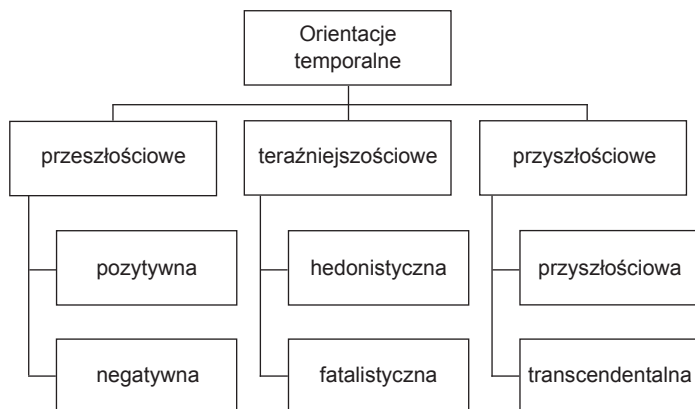 Orientacje
temporalne
przeszłościowe
teraźniejszościowe
przyszłościowe
pozytywna
hedonistyczna
przyszłościowa
negatywna
fatalistyczna
transcendentalna